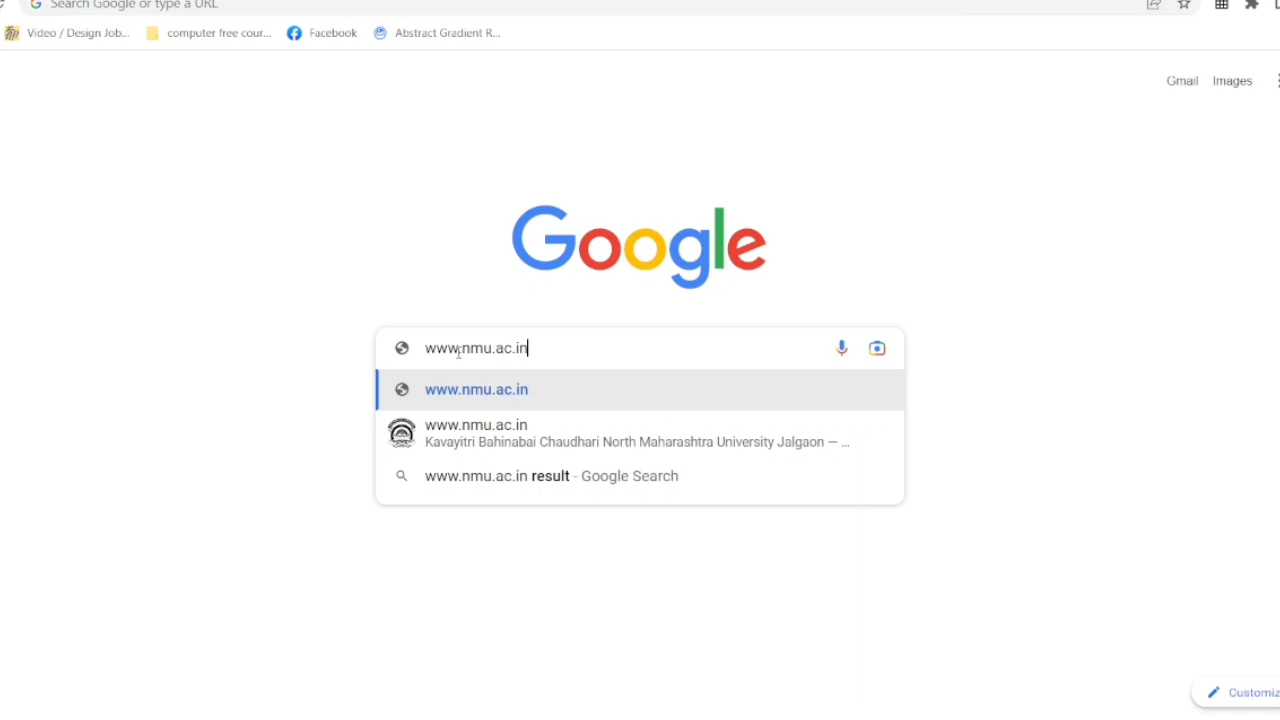 Search Google or type a URL
Video / Design Job...
computer free cour...
Facebook
Abstract Gradient R...
Gmail
Images
Google
www.nmu.ac.in
www.nmu.ac.in
www.nmu.ac.in
Kavayitri Bahinabai Chaudhari North Maharashtra University Jalgaon — ...
www.nmu.ac.in result - Google Search
Customiz